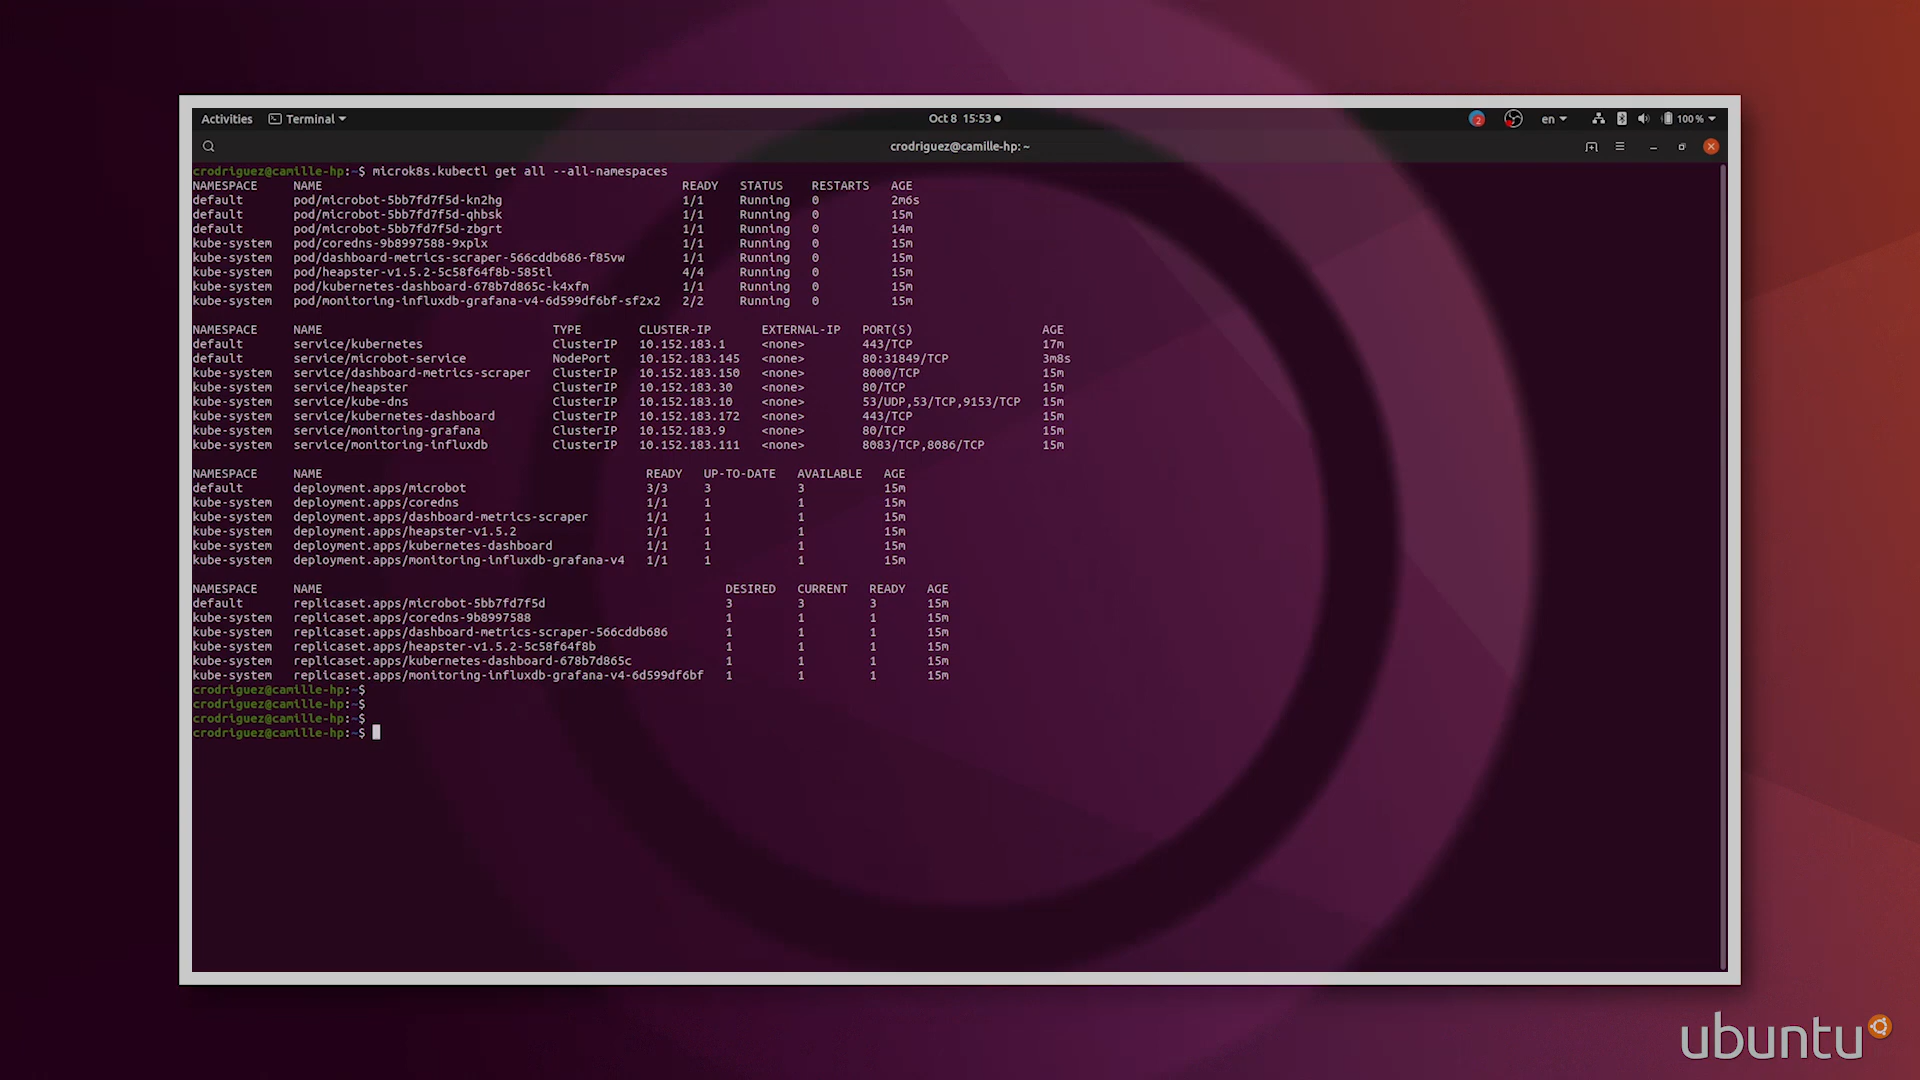 Activities Terminal Oct 8 15:53 2 en 100 %
crodriguez@camille-hp: ~
crodriguez@camille-hp:~$ microk8s.kubectl get all --all-namespaces
NAMESPACE NAME READY STATUS RESTARTS AGE
default pod/microbot-5bb7fd7f5d-kn2hg 1/1 Running 0 2m6s
default pod/microbot-5bb7fd7f5d-qhbsk 1/1 Running 0 15m
default pod/microbot-5bb7fd7f5d-zbgrt 1/1 Running 0 14m
kube-system pod/coredns-9b8997588-9xplx 1/1 Running 0 15m
kube-system pod/dashboard-metrics-scraper-566cddb686-f85vw 1/1 Running 0 15m
kube-system pod/heapster-v1.5.2-5c58f64f8b-585tl 4/4 Running 0 15m
kube-system pod/kubernetes-dashboard-678b7d865c-k4xfm 1/1 Running 0 15m
kube-system pod/monitoring-influxdb-grafana-v4-6d599df6bf-sf2x2 2/2 Running 0 15m
NAMESPACE NAME TYPE CLUSTER-IP EXTERNAL-IP PORT(S) AGE
default service/kubernetes ClusterIP 10.152.183.1 <none> 443/TCP 17m
default service/microbot-service NodePort 10.152.183.145 <none> 80:31849/TCP 3m8s
kube-system service/dashboard-metrics-scraper ClusterIP 10.152.183.150 <none> 8000/TCP 15m
kube-system service/heapster ClusterIP 10.152.183.30 <none> 80/TCP 15m
kube-system service/kube-dns ClusterIP 10.152.183.10 <none> 53/UDP,53/TCP,9153/TCP 15m
kube-system service/kubernetes-dashboard ClusterIP 10.152.183.172 <none> 443/TCP 15m
kube-system service/monitoring-grafana ClusterIP 10.152.183.9 <none> 80/TCP 15m
kube-system service/monitoring-influxdb ClusterIP 10.152.183.111 <none> 8083/TCP,8086/TCP 15m
NAMESPACE NAME READY UP-TO-DATE AVAILABLE AGE
default deployment.apps/microbot 3/3 3 3 15m
kube-system deployment.apps/coredns 1/1 1 1 15m
kube-system deployment.apps/dashboard-metrics-scraper 1/1 1 1 15m
kube-system deployment.apps/heapster-v1.5.2 1/1 1 1 15m
kube-system deployment.apps/kubernetes-dashboard 1/1 1 1 15m
kube-system deployment.apps/monitoring-influxdb-grafana-v4 1/1 1 1 15m
NAMESPACE NAME DESIRED CURRENT READY AGE
default replicaset.apps/microbot-5bb7fd7f5d 3 3 3 15m
kube-system replicaset.apps/coredns-9b8997588 1 1 1 15m
kube-system replicaset.apps/dashboard-metrics-scraper-566cddb686 1 1 1 15m
kube-system replicaset.apps/heapster-v1.5.2-5c58f64f8b 1 1 1 15m
kube-system replicaset.apps/kubernetes-dashboard-678b7d865c 1 1 1 15m
kube-system replicaset.apps/monitoring-influxdb-grafana-v4-6d599df6bf 1 1 1 15m
crodriguez@camille-hp:~$
crodriguez@camille-hp:~$
crodriguez@camille-hp:~$
crodriguez@camille-hp:~$
ubuntu